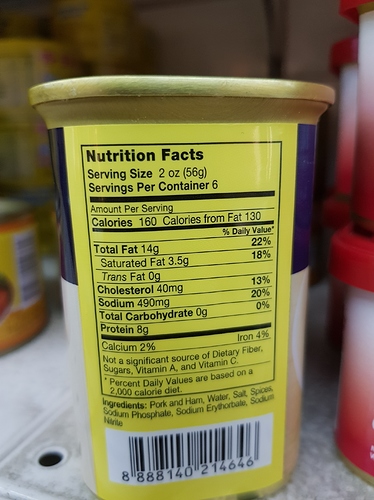 Nutrition Facts
Serving Size 2 oz (56g)
Servings Per Container 6
Amount Per Serving
Calories 160 Calories from Fat 130
% Daily Value*
Total Fat 14g 22%
Saturated Fat 3.5g 18%
Trans Fat 0g
Cholesterol 40mg 13%
Sodium 490mg 20%
Total Carbohydrate 0g 0%
Protein 8g
Calcium 2% Iron 4%
Not a significant source of Dietary Fiber,
Sugars, Vitamin A, and Vitamin C.
* Percent Daily Values are based on a
2,000 calorie diet.
Ingredients: Pork and Ham, Water, Salt, Spices,
Sodium Phosphate, Sodium Erythorbate, Sodium
Nitrite
8 888140 214646